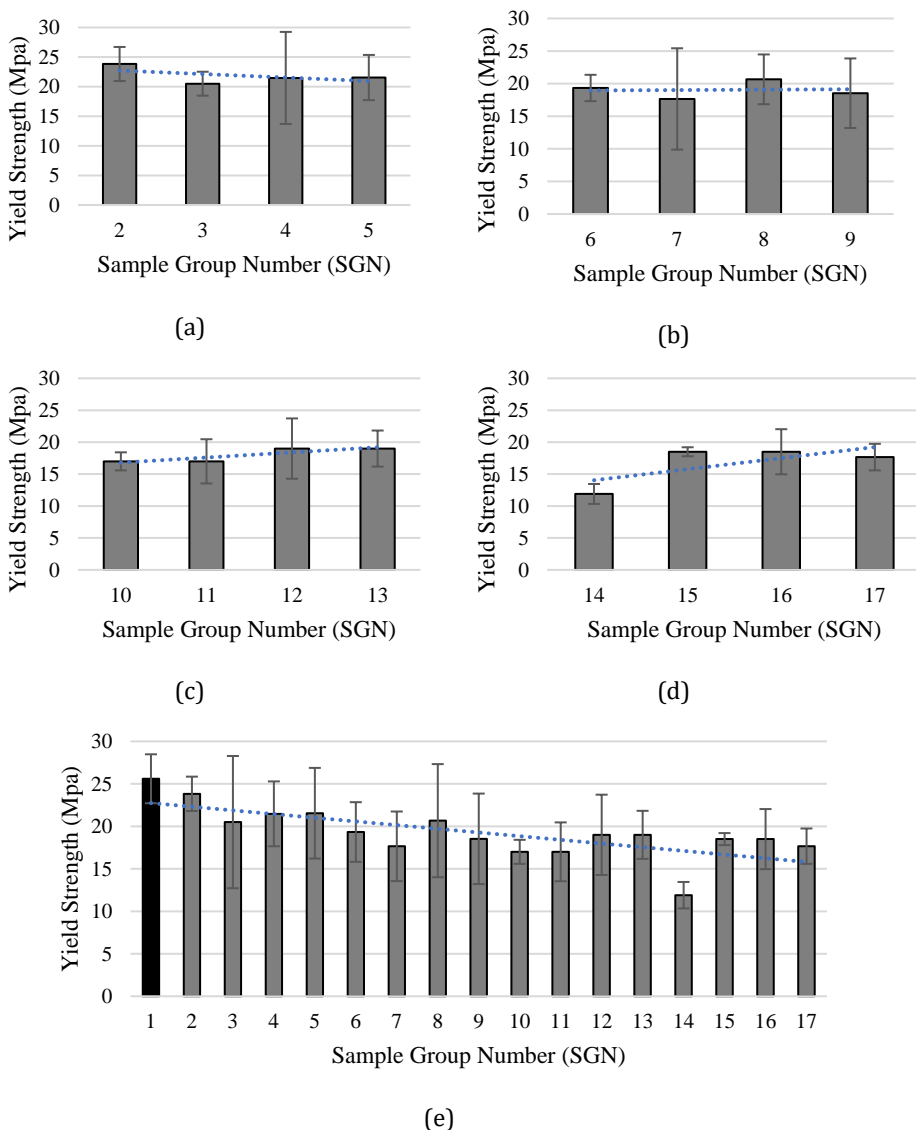 Yield Strength (Mpa)
30
25
20
15
10
5
0
2 3 4 5
Sample Group Number (SGN)
(a)
Yield Strength (Mpa)
30
25
20
15
10
5
0
6 7 8 9
Sample Group Number (SGN)
(b)
Yield Strength (Mpa)
30
25
20
15
10
5
0
10 11 12 13
Sample Group Number (SGN)
(c)
Yield Strength (Mpa)
30
25
20
15
10
5
0
14 15 16 17
Sample Group Number (SGN)
(d)
Yield Strength (Mpa)
30
25
20
15
10
5
0
1 2 3 4 5 6 7 8 9 10 11 12 13 14 15 16 17
Sample Group Number (SGN)
(e)